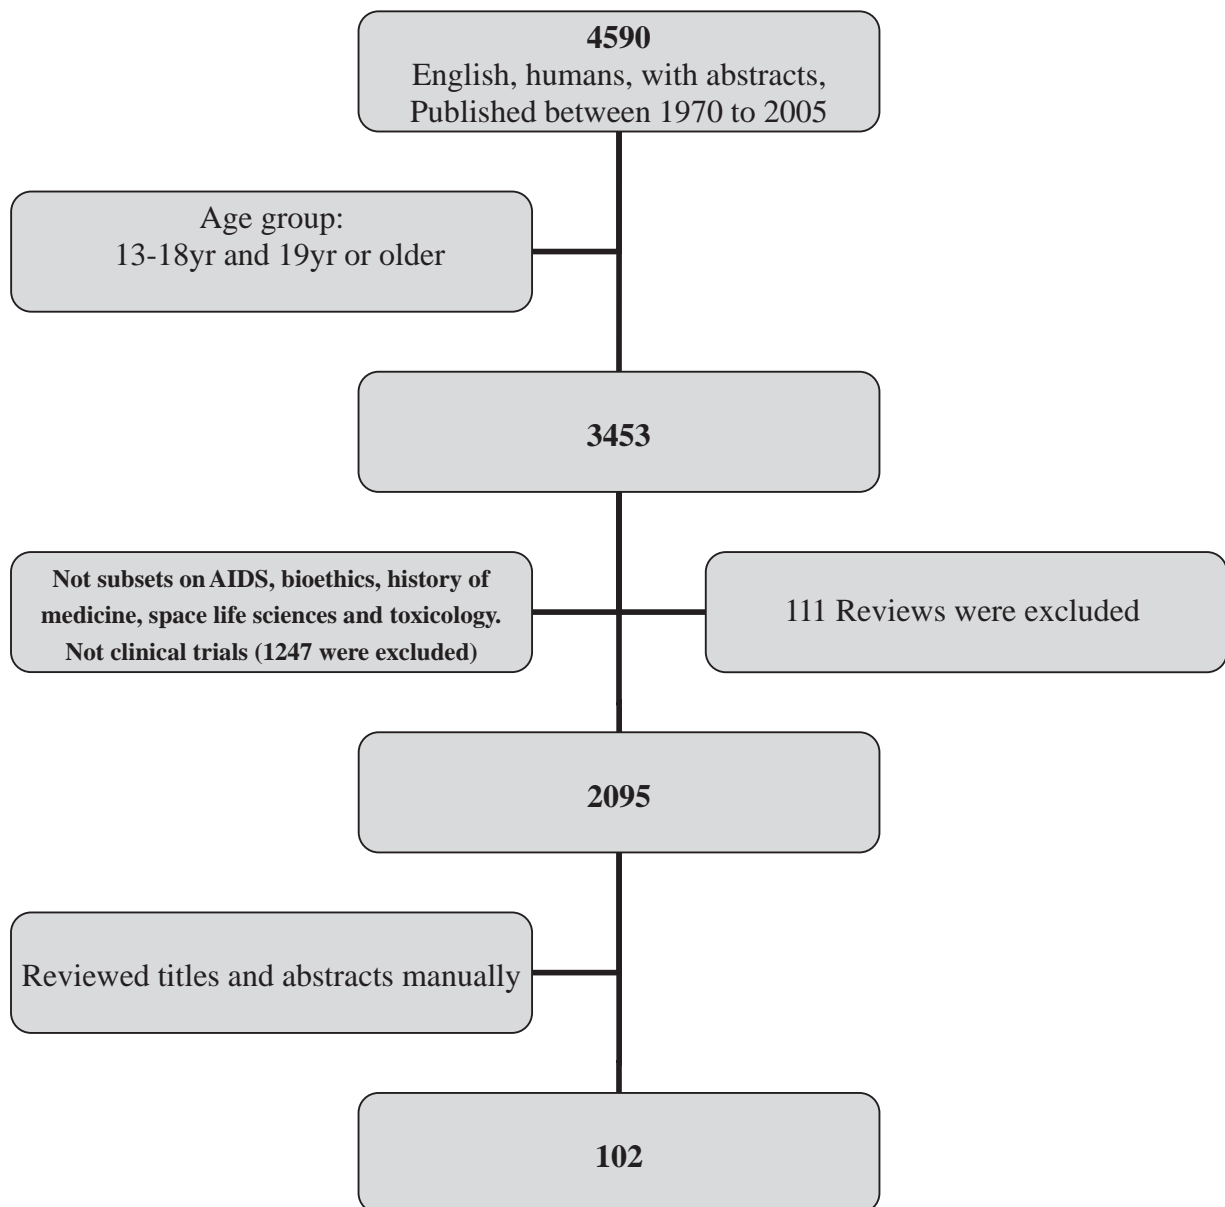 4590
English, humans, with abstracts,
Published between 1970 to 2005
Age group:
13-18yr and 19yr or older
3453
Not subsets on AIDS, bioethics, history of
medicine, space life sciences and toxicology.
Not clinical trials (1247 were excluded)
111 Reviews were excluded
2095
Reviewed titles and abstracts manually
102